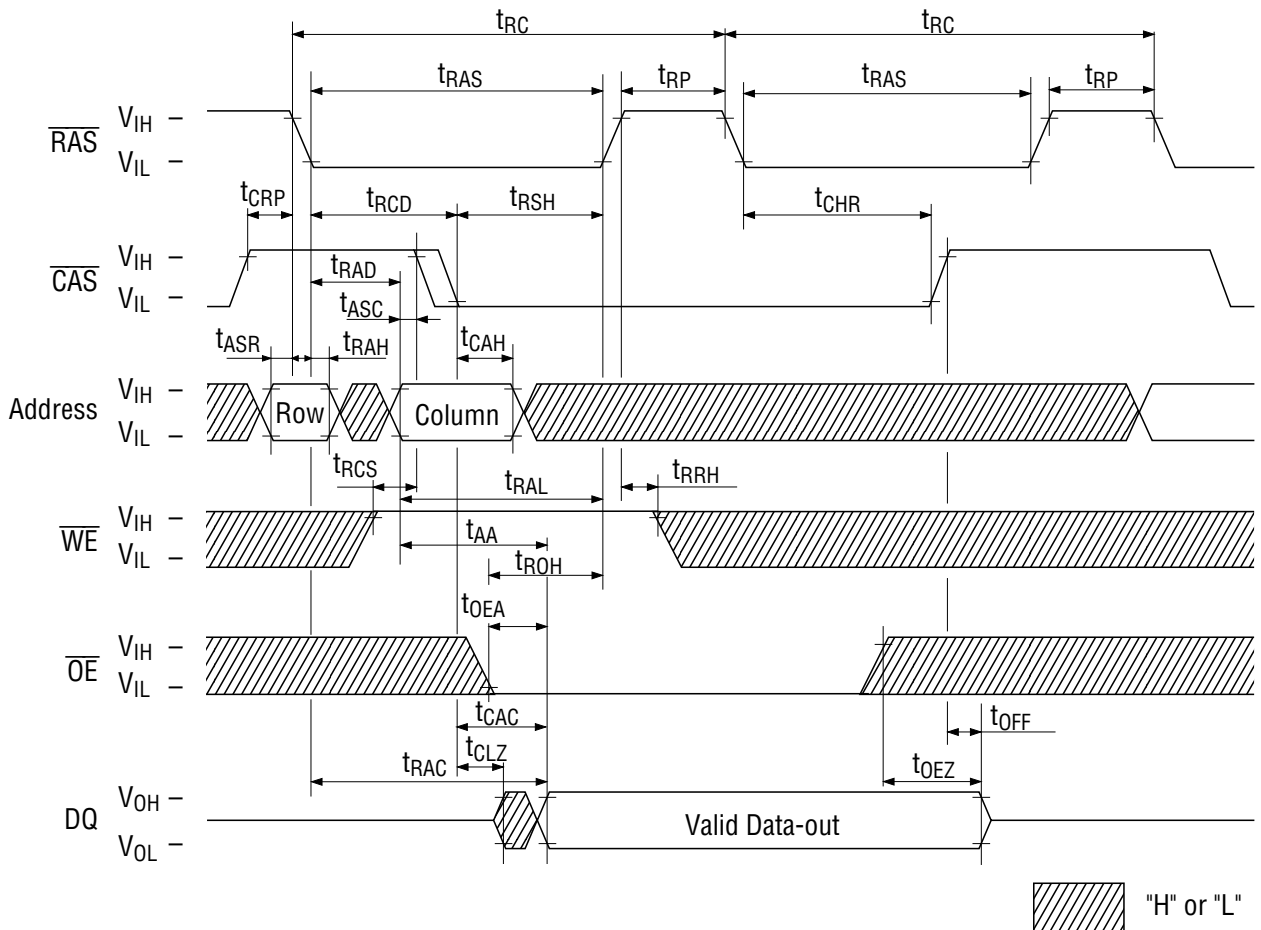 tRC tRC
tRAS tRP tRAS tRP
RAS VIH –
VIL –
tCRP tRCD tRSH tCHR
CAS VIH –
VIL –
tRAD
tASC
tASR tRAH tCAH
Address VIH –
VIL –
Row Column
tRCS tRAL tRRH
WE VIH –
VIL –
tAA
tROH
tOEA
OE VIH –
VIL –
tCAC tOFF
tCLZ
tRAC tOEZ
DQ VOH –
VOL –
Valid Data-out
"H" or "L"